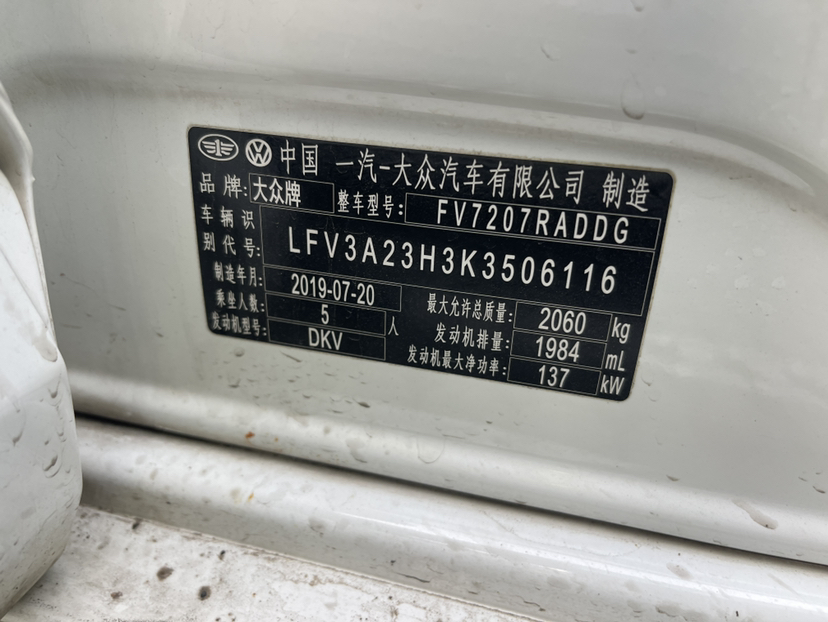 中国 一汽-大众汽车有限公司 制造
品牌: 大众牌 整车型号: FV7207RADDG
车辆识别代号: LFV3A23H3K3506116
制造年月: 2019-07-20 最大允许总质量: 2060 kg
乘坐人数: 5 人 发动机排量: 1984 mL
发动机型号: DKV 发动机最大净功率: 137 kW